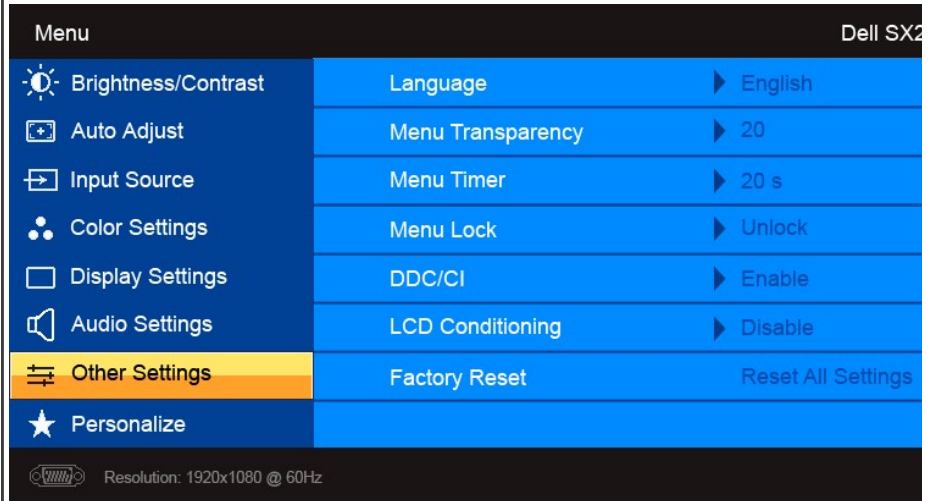 Menu Dell SX2
Brightness/Contrast Language English
Auto Adjust Menu Transparency 20
Input Source Menu Timer 20 s
Color Settings Menu Lock Unlock
Display Settings DDC/CI Enable
Audio Settings LCD Conditioning Disable
Other Settings Factory Reset Reset All Settings
Personalize
Resolution: 1920x1080 @ 60Hz